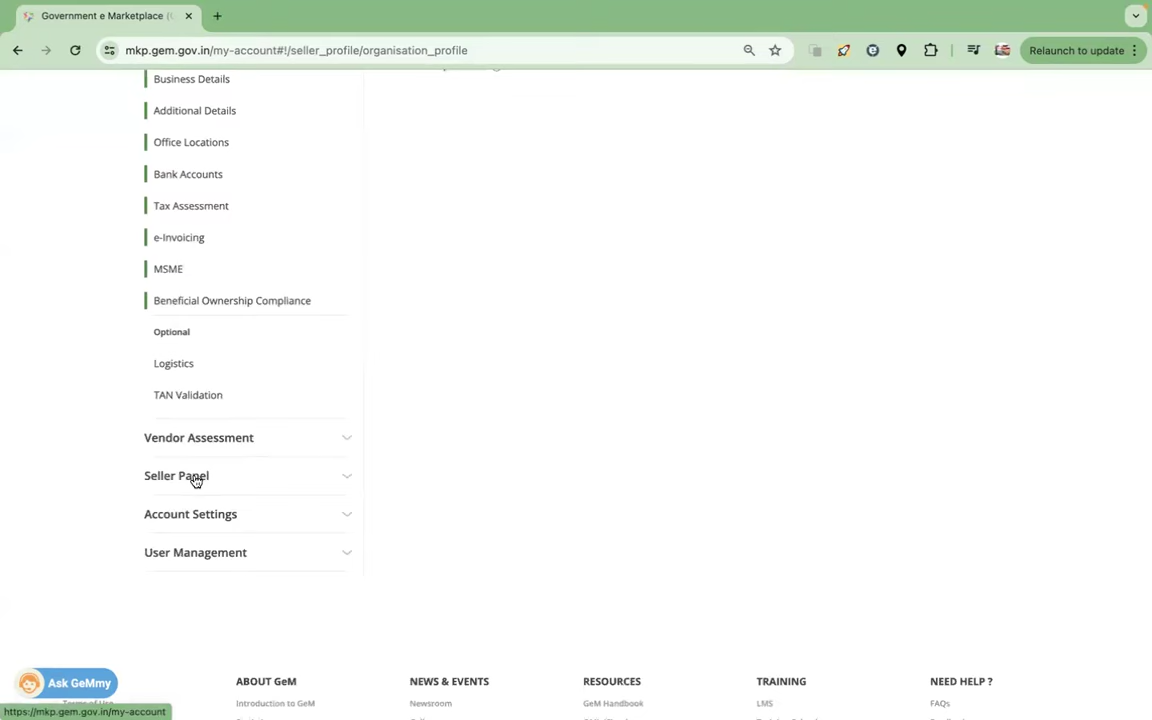 Government e Marketplace (
mkp.gem.gov.in/my-account#!/seller_profile/organisation_profile
Relaunch to update
Business Details
Additional Details
Office Locations
Bank Accounts
Tax Assessment
e-Invoicing
MSME
Beneficial Ownership Compliance
Optional
Logistics
TAN Validation
Vendor Assessment
Seller Panel
Account Settings
User Management
Ask GeMmy
ABOUT GeM
NEWS & EVENTS
RESOURCES
TRAINING
NEED HELP ?
Terms of Use
Introduction to GeM
Newsroom
GeM Handbook
LMS
FAQs
https://mkp.gem.gov.in/my-account